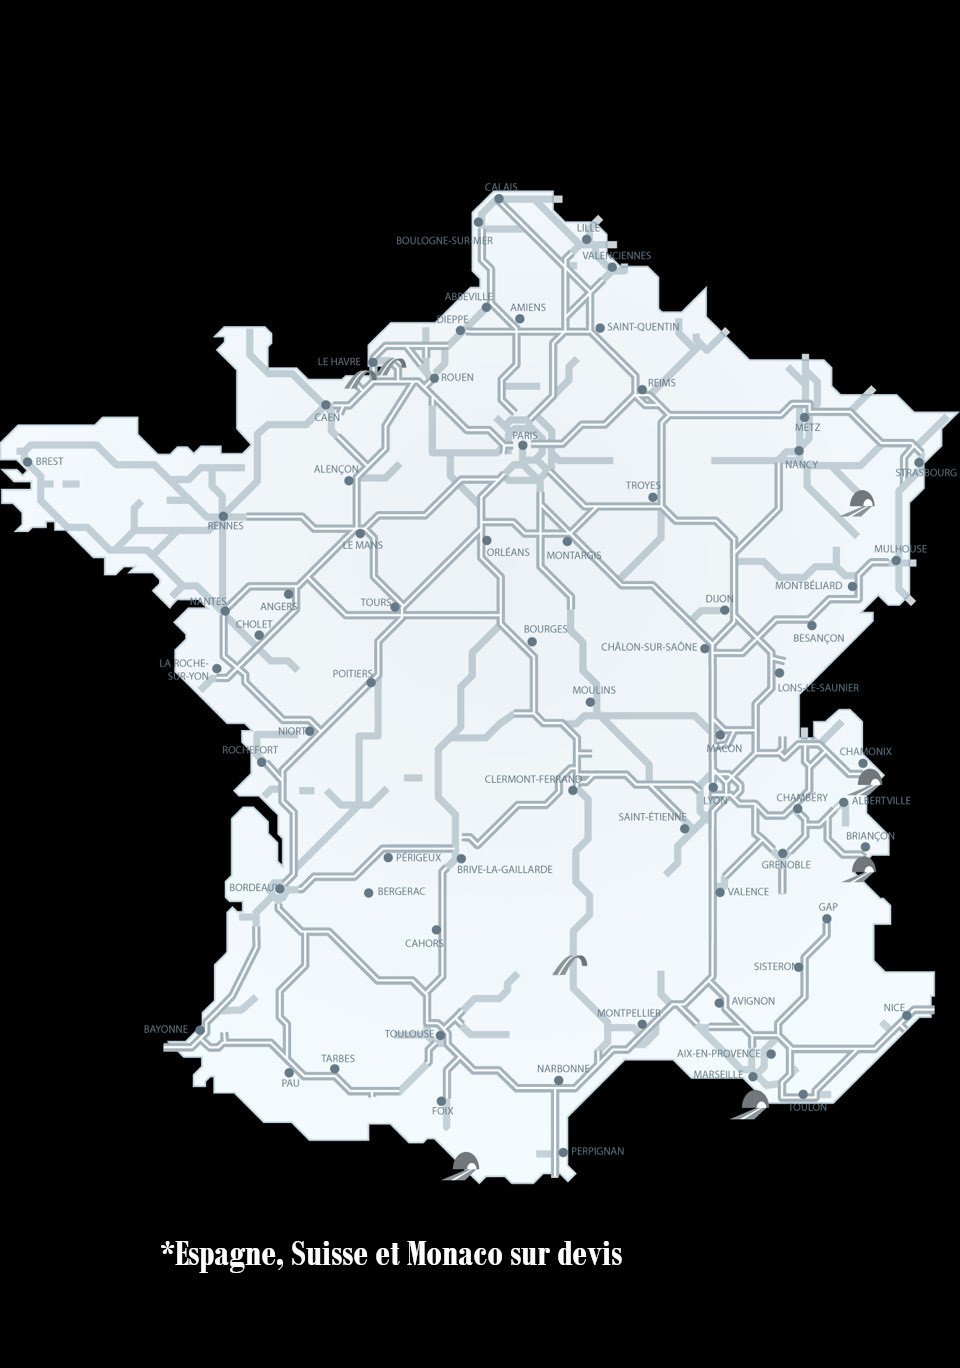 CALAIS
LILLE
BOULOGNE-SUR-MER
VALENCIENNES
ABBEVILLE
AMIENS
DIEPPE
SAINT-QUENTIN
LE HAVRE
ROUEN
REIMS
CAEN
METZ
PARIS
BREST
ALENÇON
NANCY
STRASBOURG
TROYES
RENNES
LE MANS
ORLÉANS
MONTARGIS
MULHOUSE
MONTBÉLIARD
NANTES
ANGERS
TOURS
DIJON
CHOLET
BOURGES
BESANÇON
CHÂLON-SUR-SAÔNE
LA ROCHE-
SUR-YON
POITIERS
LONS-LE-SAUNIER
MOULINS
NIORT
ROCHEFORT
MACON
CHAMONIX
CLERMONT-FERRAND
LYON
CHAMBÉRY
ALBERTVILLE
SAINT-ÉTIENNE
BRIANÇON
PÉRIGEUX
BRIVE-LA-GAILLARDE
GRENOBLE
BORDEAUX
BERGERAC
VALENCE
GAP
CAHORS
SISTERON
AVIGNON
NICE
MONTPELLIER
BAYONNE
TOULOUSE
AIX-EN-PROVENCE
TARBES
NARBONNE
MARSEILLE
PAU
FOIX
TOULON
PERPIGNAN
*Espagne, Suisse et Monaco sur devis